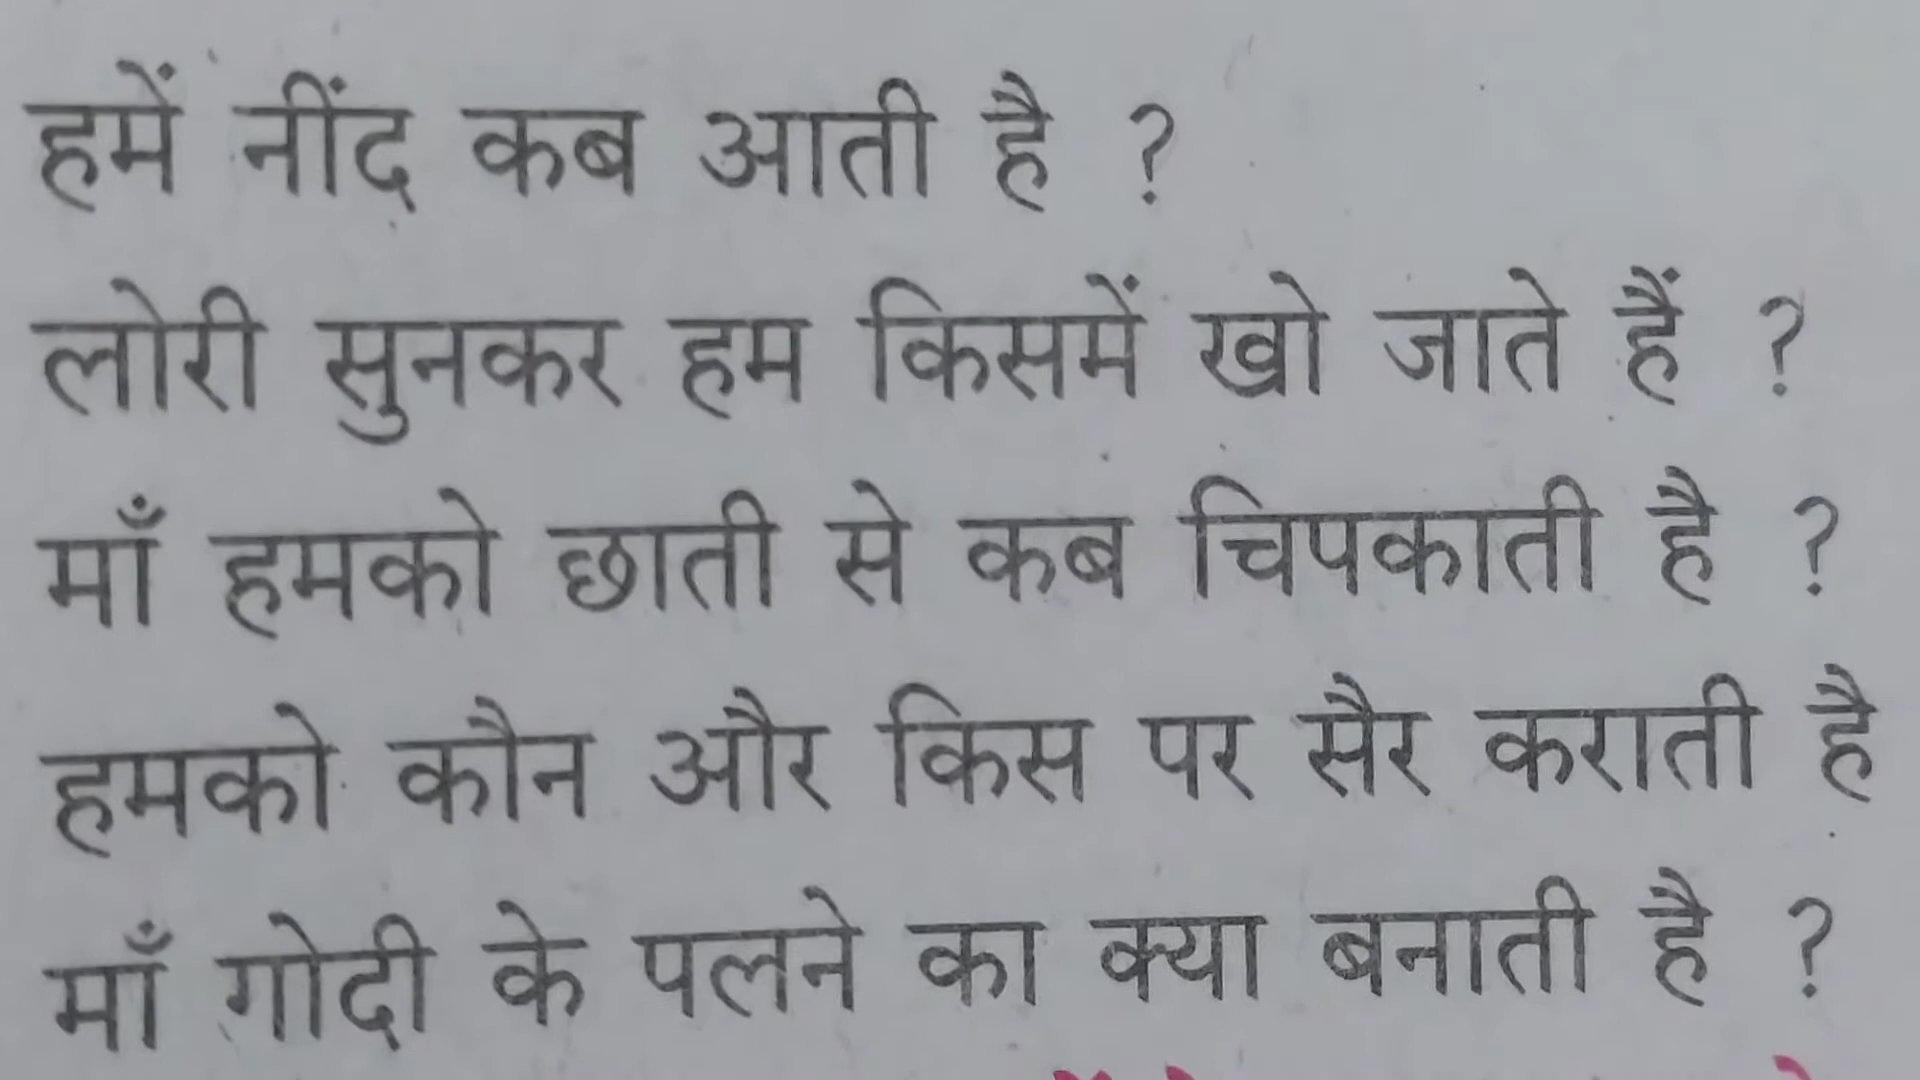 हमें नींद कब आती है ?
लोरी सुनकर हम किसमें खो जाते हैं ?
माँ हमको छाती से कब चिपकाती है ?
हमको कौन और किस पर सैर कराती है
माँ गोदी के पलने का क्या बनाती है ?